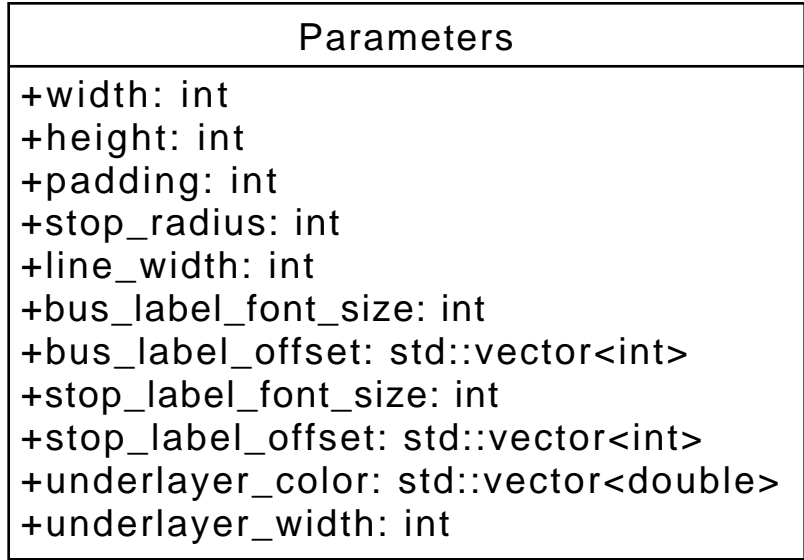 Parameters
+width: int
+height: int
+padding: int
+stop_radius: int
+line_width: int
+bus_label_font_size: int
+bus_label_offset: std::vector<int>
+stop_label_font_size: int
+stop_label_offset: std::vector<int>
+underlayer_color: std::vector<double>
+underlayer_width: int